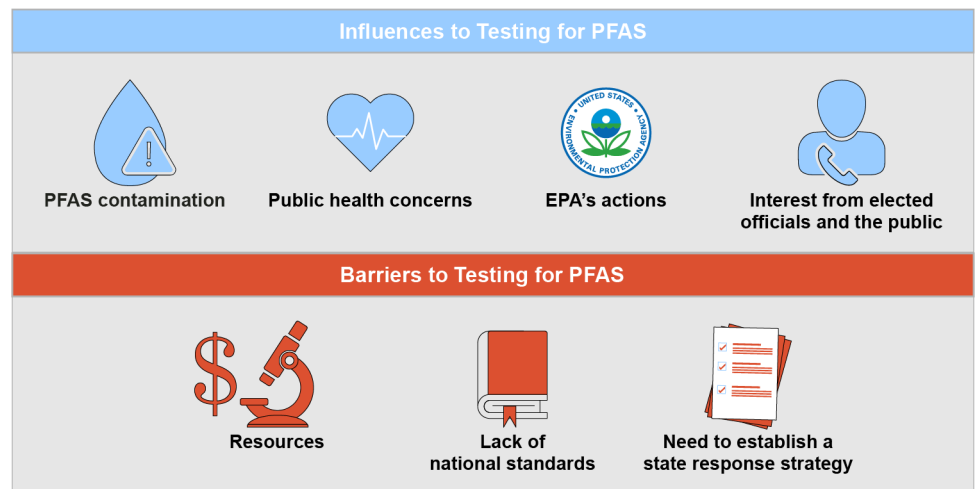 Influences to Testing for PFAS
UNITED STATES
ENVIRONMENTAL PROTECTION AGENCY
PFAS contamination
Public health concerns
EPA’s actions
Interest from elected
officials and the public
Barriers to Testing for PFAS
$
Resources
Lack of
national standards
Need to establish a
state response strategy